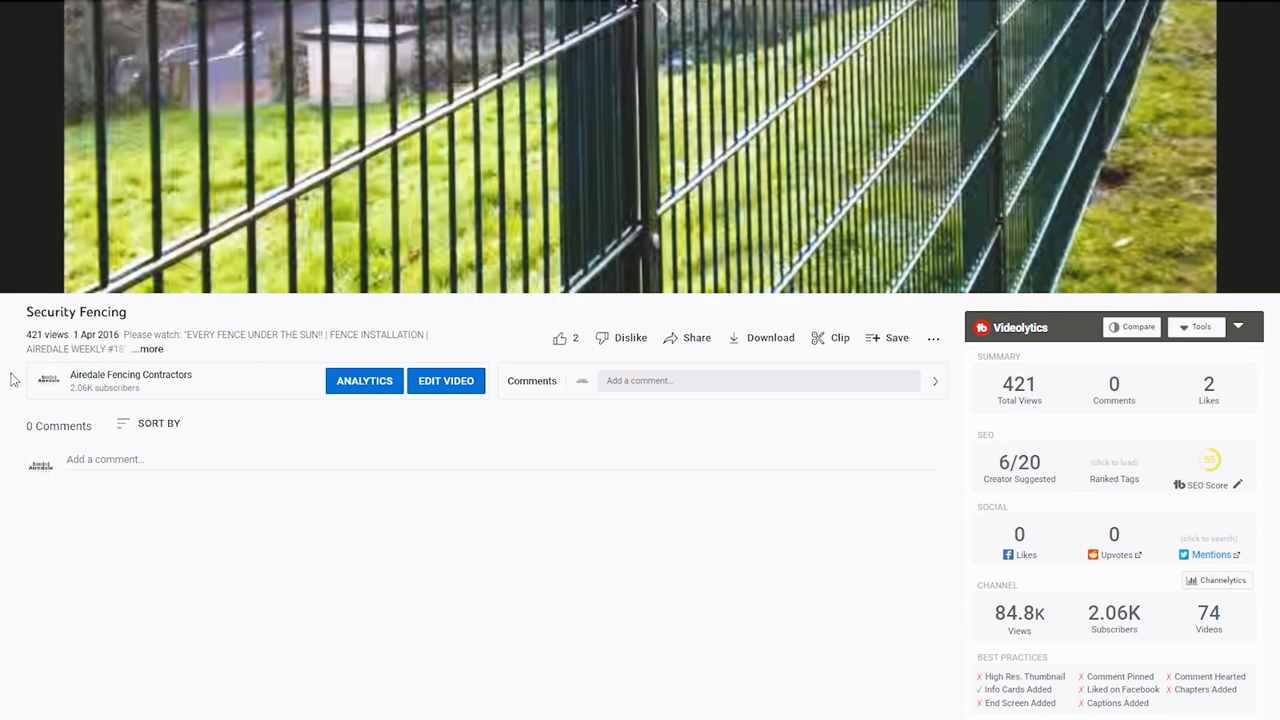 Security Fencing
421 views 1 Apr 2016 Please watch: "EVERY FENCE UNDER THE SUN!! | FENCE INSTALLATION |
AIREDALE WEEKLY #18" ...more
2 Dislike Share Download Clip Save ...
Airedale Fencing Contractors
2.06K subscribers
ANALYTICS EDIT VIDEO
Comments Add a comment...
0 Comments SORT BY
Add a comment...
Videolytics Compare Tools
SUMMARY
421 0 2
Total Views Comments Likes
SEO
6/20 (click to load) 55
Creator Suggested Ranked Tags SEO Score
SOCIAL
0 0 (click to search)
Likes Upvotes Mentions
CHANNEL Channelytics
84.8K 2.06K 74
Views Subscribers Videos
BEST PRACTICES
✗ High Res. Thumbnail ✗ Comment Pinned ✗ Comment Hearted
✓ Info Cards Added ✗ Liked on Facebook ✗ Chapters Added
✗ End Screen Added ✗ Captions Added